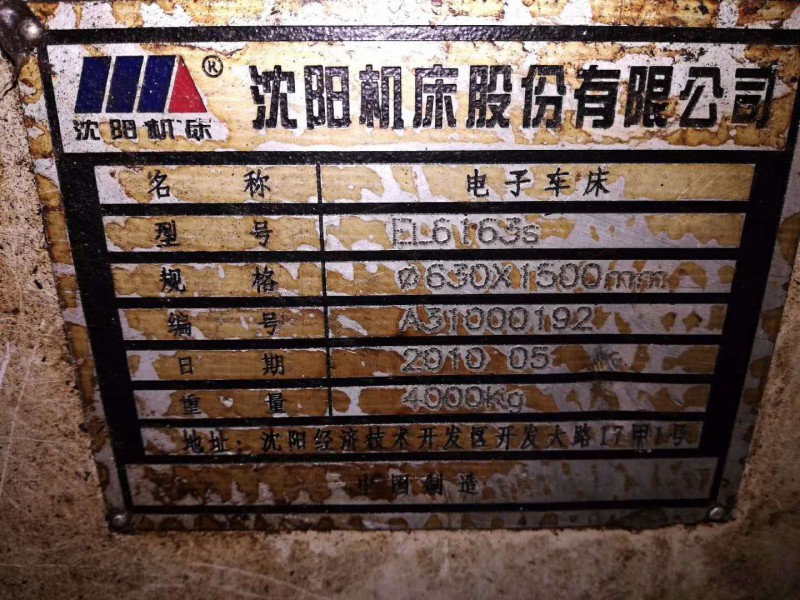 沈阳机床® 沈阳机床股份有限公司
名 称 电子车床
型 号 EL6163s
规 格 Ø630X1500mm
编 号 A31000192
日 期 2010 05
重 量 4000Kg
地址: 沈阳经济技术开发区开发大路17甲1号
中国制造